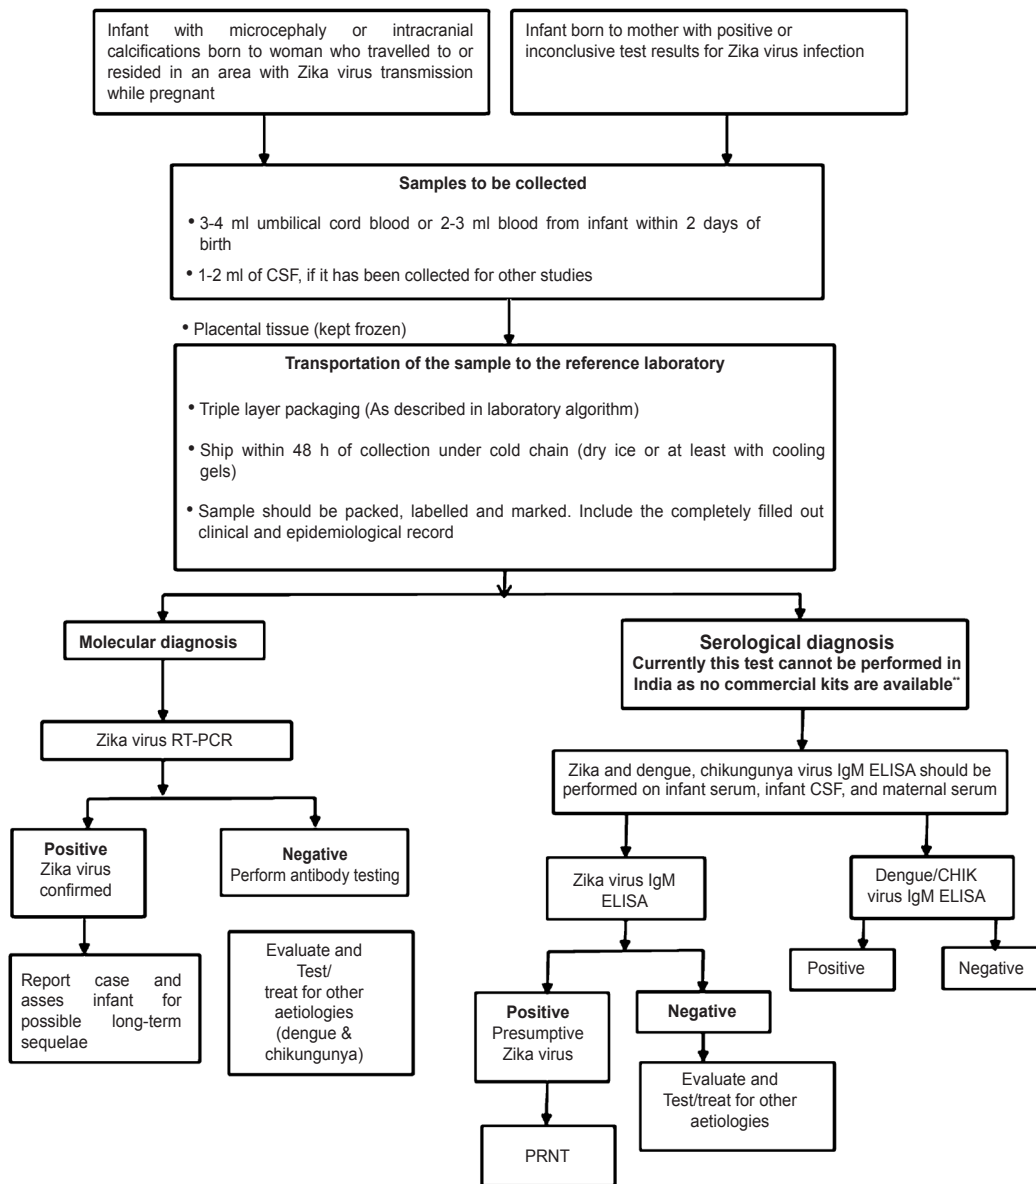 Infant with microcephaly or intracranial
calcifications born to woman who travelled to or
resided in an area with Zika virus transmission
while pregnant
Infant born to mother with positive or
inconclusive test results for Zika virus infection
Samples to be collected
• 3-4 ml umbilical cord blood or 2-3 ml blood from infant within 2 days of
birth
• 1-2 ml of CSF, if it has been collected for other studies
• Placental tissue (kept frozen)
Transportation of the sample to the reference laboratory
• Triple layer packaging (As described in laboratory algorithm)
• Ship within 48 h of collection under cold chain (dry ice or at least with cooling
gels)
• Sample should be packed, labelled and marked. Include the completely filled out
clinical and epidemiological record
Molecular diagnosis
Zika virus RT-PCR
Positive
Zika virus
confirmed
Negative
Perform antibody testing
Report case and
asses infant for
possible long-term
sequelae
Evaluate and
Test/
treat for other
aetiologies
(dengue &
chikungunya)
Serological diagnosis
Currently this test cannot be performed in
India as no commercial kits are available**
Zika and dengue, chikungunya virus IgM ELISA should be
performed on infant serum, infant CSF, and maternal serum
Zika virus IgM
ELISA
Dengue/CHIK
virus IgM ELISA
Positive
Negative
Positive
Presumptive
Zika virus
Negative
Evaluate and
Test/treat for other
aetiologies
PRNT